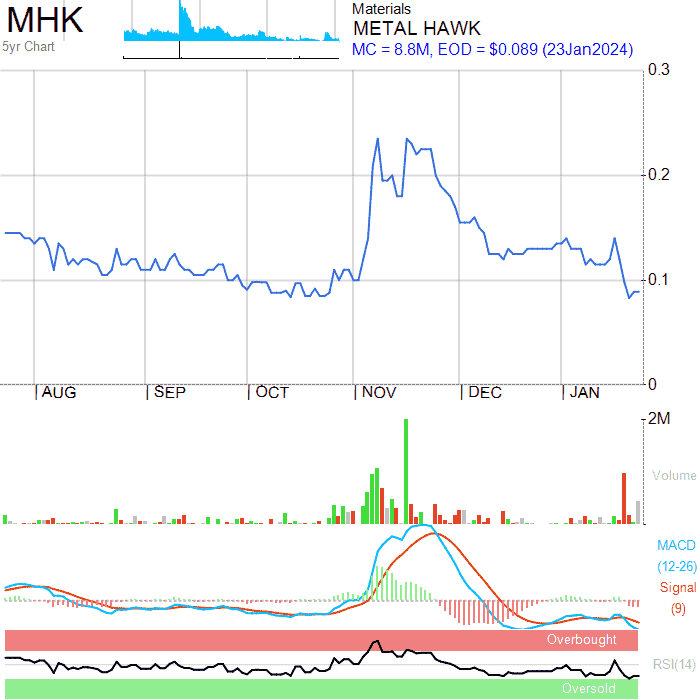 MHK
5yr Chart
Materials
METAL HAWK
MC = 8.8M, EOD = $0.089 (23Jan2024)
0.3
0.2
0.1
0
AUG SEP OCT NOV DEC JAN
2M
Volume
MACD
(12-26)
Signal
(9)
Overbought
RSI(14)
Oversold